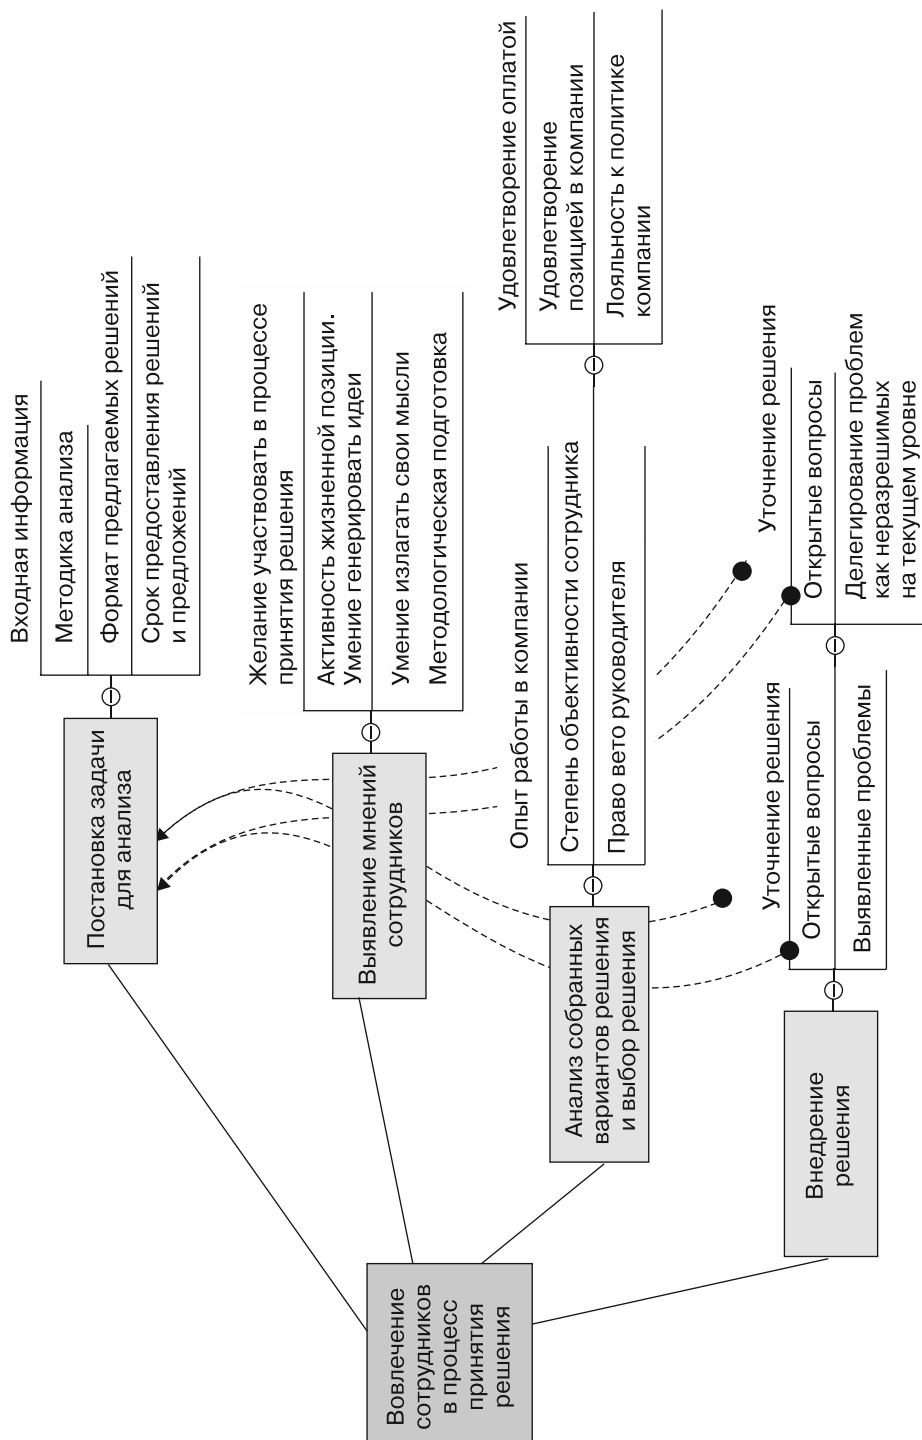 Вовлечение
сотрудников
в процесс
принятия
решения
Постановка задачи
для анализа
Входная информация
Методика анализа
Формат предлагаемых решений
Срок предоставления решений
и предложений
Выявление мнений
сотрудников
Желание участвовать в процессе
принятия решения
Активность жизненной позиции.
Умение генерировать идеи
Умение излагать свои мысли
Методологическая подготовка
Анализ собранных
вариантов решения
и выбор решения
Опыт работы в компании
Степень объективности сотрудника
Право вето руководителя
Удовлетворение оплатой
Удовлетворение
позицией в компании
Лояльность к политике
компании
Внедрение
решения
Уточнение решения
Открытые вопросы
Выявленные проблемы
Уточнение решения
Открытые вопросы
Делегирование проблем
как неразрешимых
на текущем уровне